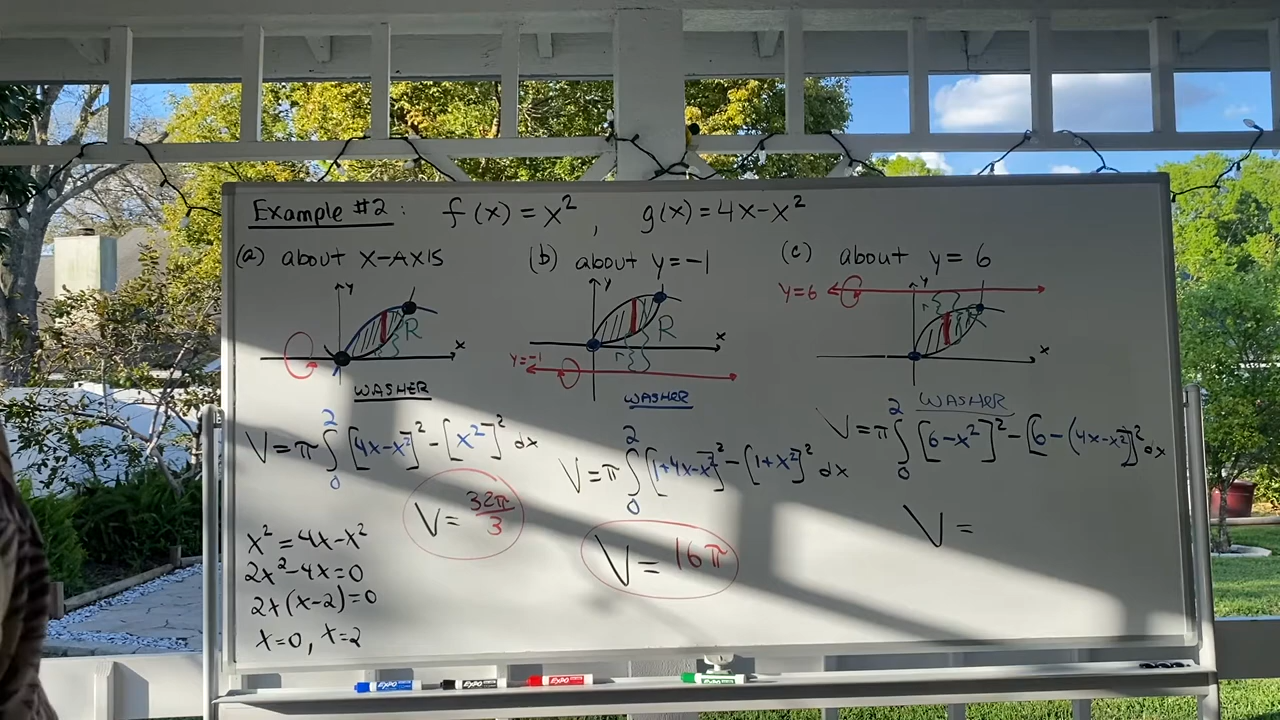 Example #2: f(x) = x², g(x) = 4x-x²
(a) about X-AXIS
y
R
x
WASHER
V = π ∫₀² [4x-x²]² - [x²]² dx
V = 32π/3
x² = 4x-x²
2x²-4x=0
2x(x-2)=0
x=0, x=2
(b) about y=-1
y
R
x
y=-1
r
WASHER
V = π ∫₀² [1+4x-x²]² - [1+x²]² dx
V = 16π
(c) about y = 6
y
y=6
r
R
x
WASHER
V = π ∫₀² [6-x²]² - [6-(4x-x²)]² dx
V =
EXPO
EXPO
EXPO